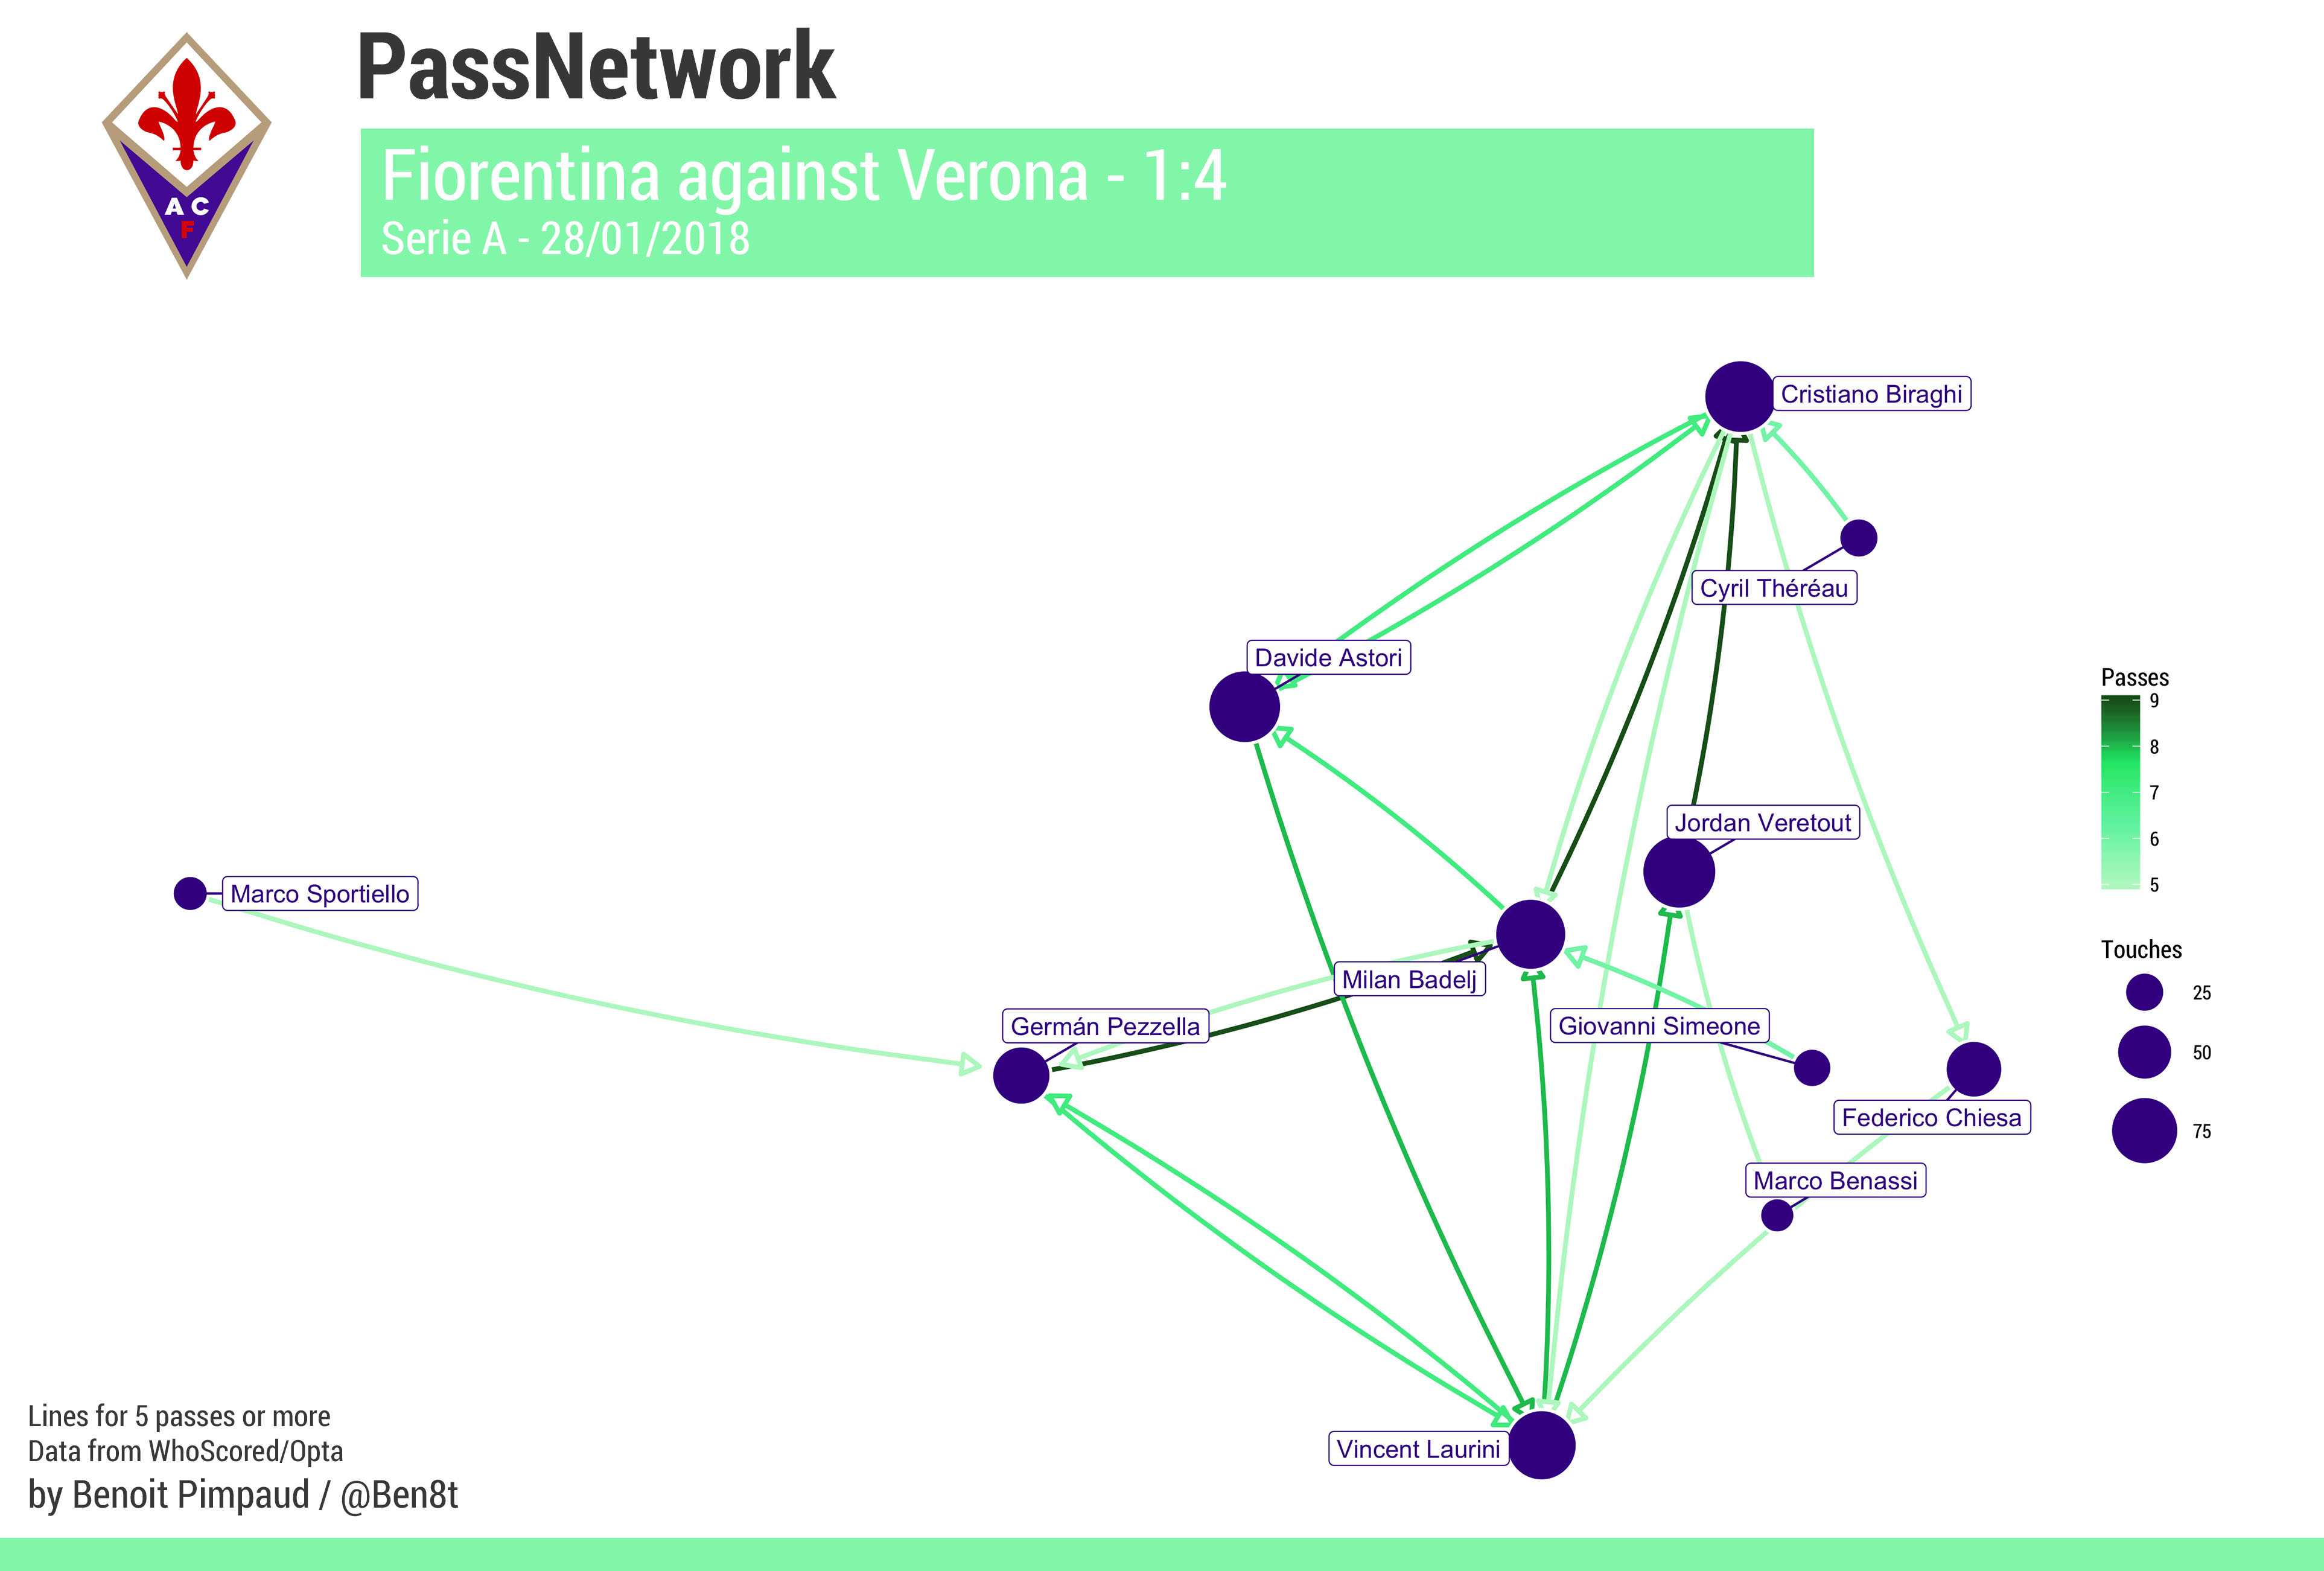 A C
F
PassNetwork
Fiorentina against Verona - 1:4
Serie A - 28/01/2018
Cristiano Biraghi
Cyril Théréau
Davide Astori
Jordan Veretout
Marco Sportiello
Milan Badelj
Germán Pezzella
Giovanni Simeone
Federico Chiesa
Marco Benassi
Vincent Laurini
Passes
9
8
7
6
5
Touches
25
50
75
Lines for 5 passes or more
Data from WhoScored/Opta
by Benoit Pimpaud / @Ben8t